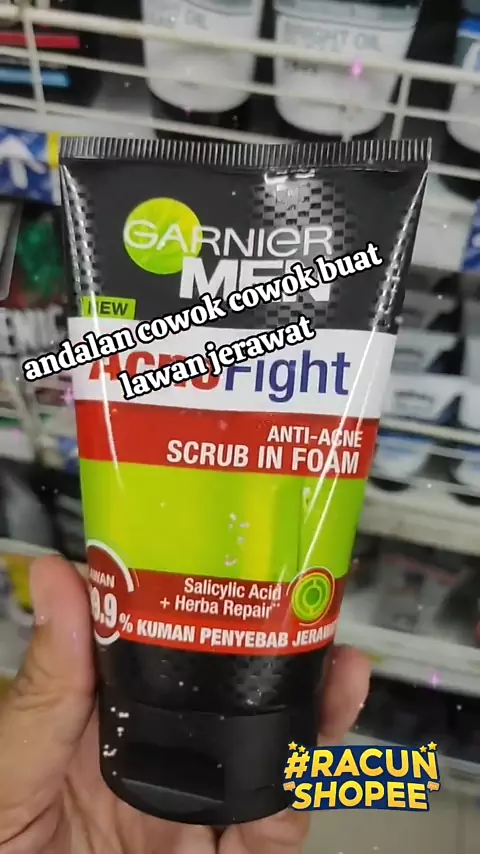 GARNIER
MEN
NEW
andalan cowok cowok buat
lawan jerawat
AcnoFight
ANTI-ACNE
SCRUB IN FOAM
Salicylic Acid
+ Herba Repair**
% KUMAN PENYEBAB
#RACUN
SHOPEE